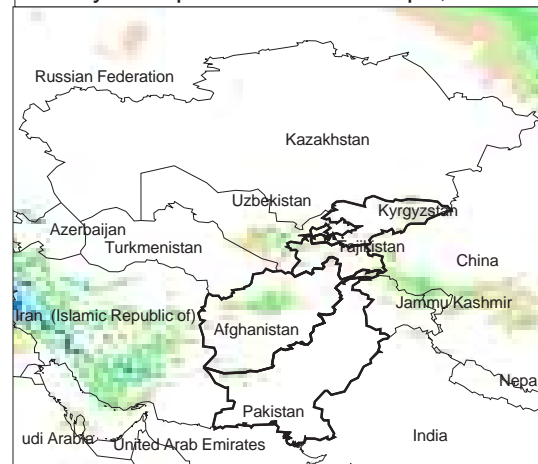 Russian Federation
Kazakhstan
Uzbekistan
Kyrgyzstan
Azerbaijan
Turkmenistan
Tajikistan
China
Jammu/Kashmir
Iran (Islamic Republic of)
Afghanistan
Nepa
Pakistan
India
udi Arabia
United Arab Emirates